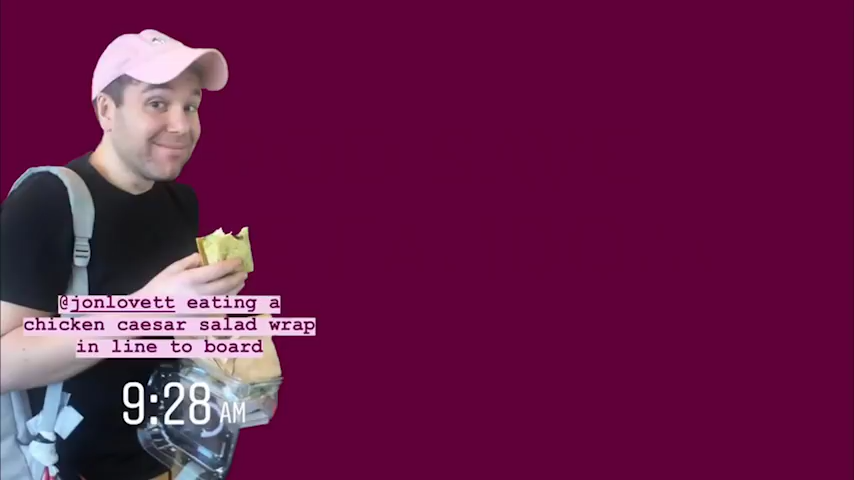 @jonlovett eating a
chicken caesar salad wrap
in line to board
9:28 AM